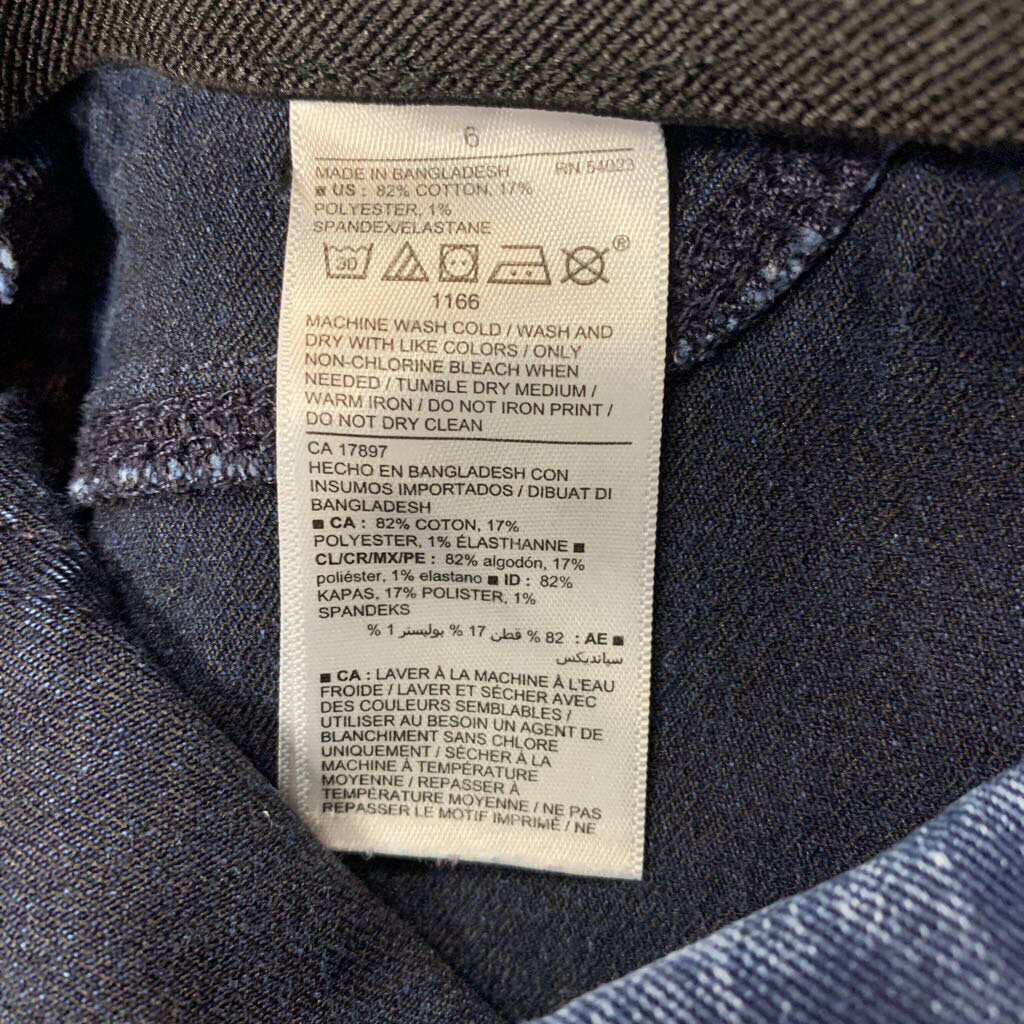 6
MADE IN BANGLADESH RN 54023
■ US : 82% COTTON, 17%
POLYESTER, 1%
SPANDEX/ELASTANE
30 ®
1166
MACHINE WASH COLD / WASH AND
DRY WITH LIKE COLORS / ONLY
NON-CHLORINE BLEACH WHEN
NEEDED / TUMBLE DRY MEDIUM /
WARM IRON / DO NOT IRON PRINT /
DO NOT DRY CLEAN
CA 17897
HECHO EN BANGLADESH CON
INSUMOS IMPORTADOS / DIBUAT DI
BANGLADESH
■ CA : 82% COTON, 17%
POLYESTER, 1% ÉLASTHANNE ■
CL/CR/MX/PE : 82% algodón, 17%
poliéster, 1% elastano ■ ID : 82%
KAPAS, 17% POLISTER, 1%
SPANDEKS
■ AE : 82 % قطن 17 % بوليستر 1 %
سباندیکس
■ CA : LAVER À LA MACHINE À L'EAU
FROIDE / LAVER ET SÉCHER AVEC
DES COULEURS SEMBLABLES /
UTILISER AU BESOIN UN AGENT DE
BLANCHIMENT SANS CHLORE
UNIQUEMENT / SÉCHER À LA
MACHINE À TEMPÉRATURE
MOYENNE / REPASSER À
TEMPÉRATURE MOYENNE / NE PAS
REPASSER LE MOTIF IMPRIMÉ / NE